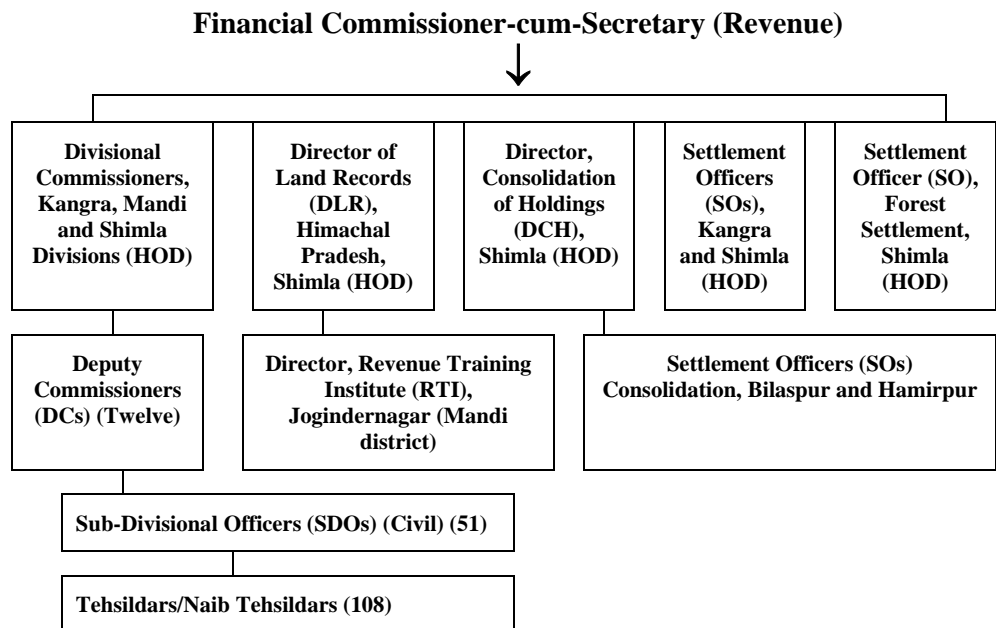 Financial Commissioner-cum-Secretary (Revenue)
Divisional
Commissioners,
Kangra, Mandi
and Shimla
Divisions (HOD)
Director of
Land Records
(DLR),
Himachal
Pradesh,
Shimla (HOD)
Director,
Consolidation
of Holdings
(DCH),
Shimla (HOD)
Settlement
Officers
(SOs),
Kangra
and Shimla
(HOD)
Settlement
Officer (SO),
Forest
Settlement,
Shimla
(HOD)
Deputy
Commissioners
(DCs) (Twelve)
Director, Revenue Training
Institute (RTI),
Jogindernagar (Mandi
district)
Settlement Officers (SOs)
Consolidation, Bilaspur and Hamirpur
Sub-Divisional Officers (SDOs) (Civil) (51)
Tehsildars/Naib Tehsildars (108)